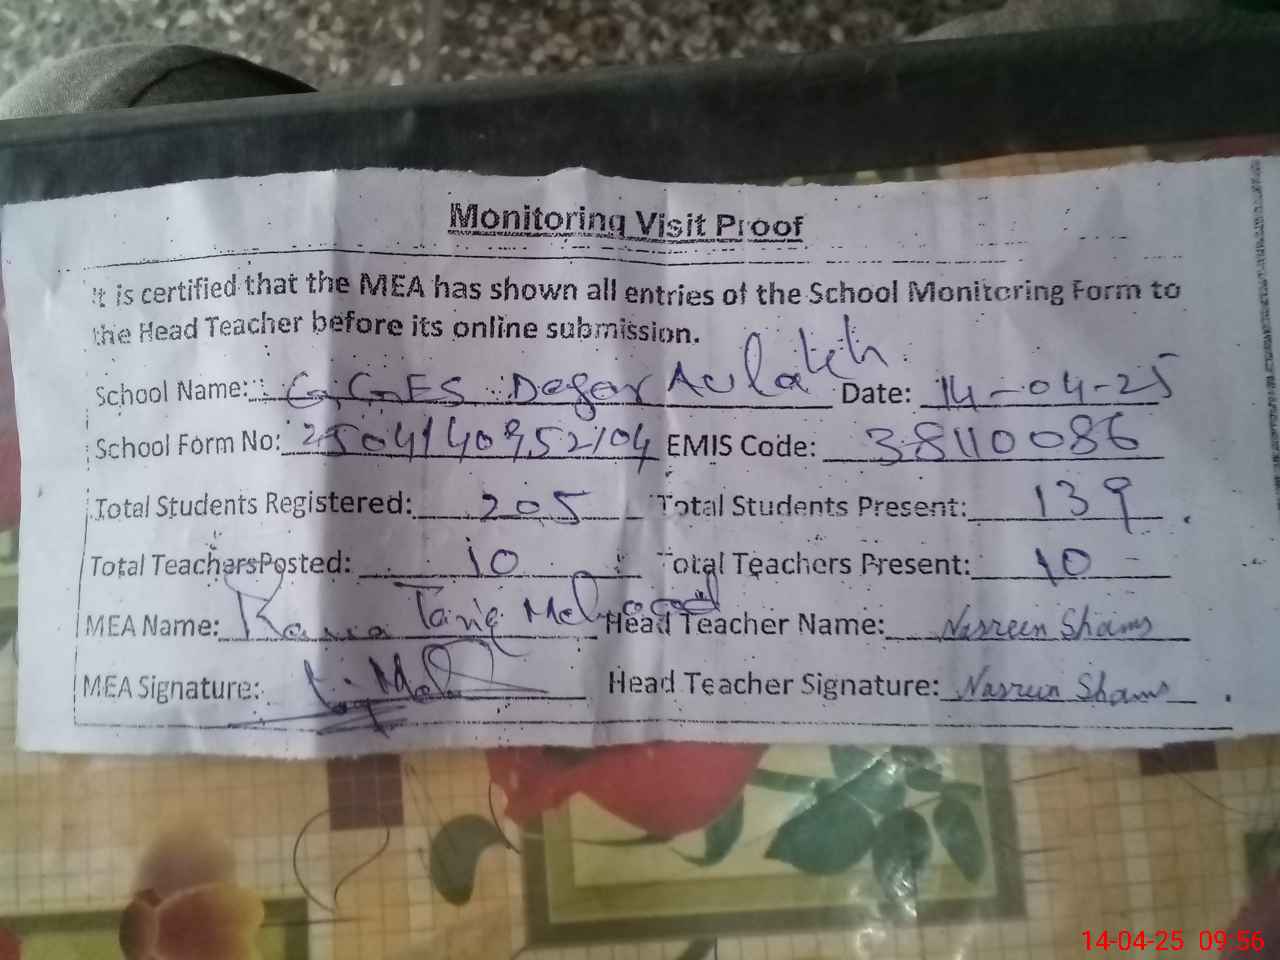 Monitoring Visit Proof
It is certified that the MEA has shown all entries of the School Monitoring Form to
the Head Teacher before its online submission.
School Name: GGES Defor Aulakh Date: 14-04-25
School Form No: 2504140952104 EMIS Code: 38110086
Total Students Registered: 205 Total Students Present: 139
Total TeachersPosted: 10 Total Teachers Present: 10
MEA Name: Rana Tariq Mehmood Head Teacher Name: Nasreen Shams
MEA Signature: Head Teacher Signature: Nasreen Shams
14-04-25 09:56